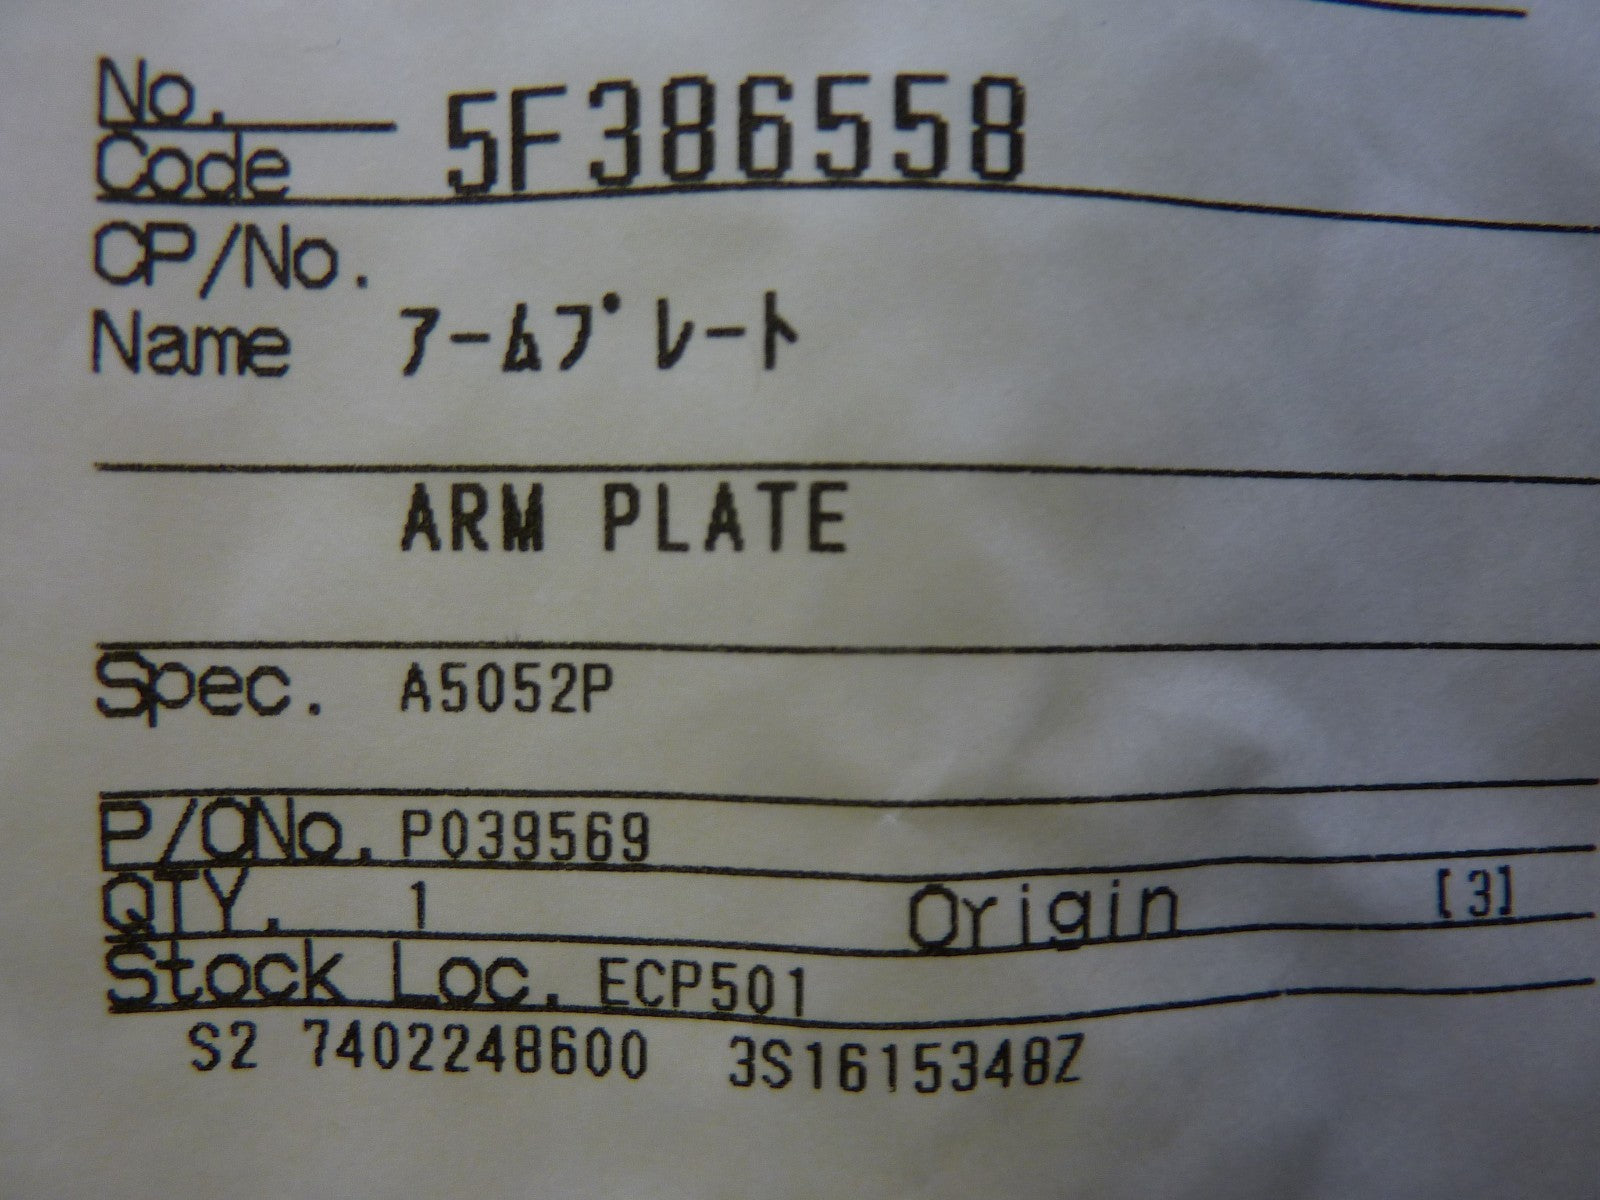 No.
Code 5F386558
CP/No.
Name ｱｰﾑﾌﾟﾚｰﾄ
ARM PLATE
Spec. A5052P
P/ONo. P039569
QTY. 1 Origin [3]
Stock Loc. ECP501
S2 7402248600 3S1615348Z